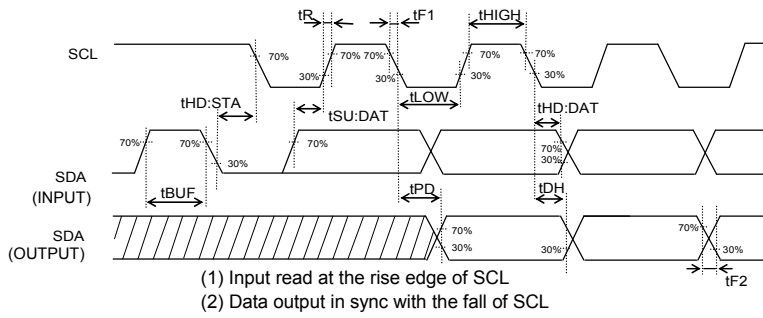 tR tF1 tHIGH
SCL 70% 70% 70% 70% 70%
30% 30% 30% 30%
tHD:STA tLOW
tSU:DAT tHD:DAT
70% 70% 70% 70%
30% 30%
SDA
(INPUT)
tBUF tPD tDH
SDA
(OUTPUT)
70% 70%
30% 30% 30%
tF2
(1) Input read at the rise edge of SCL
(2) Data output in sync with the fall of SCL